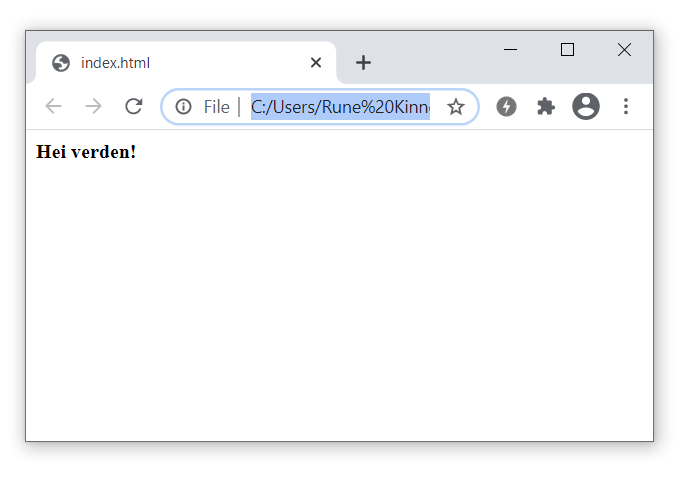 index.html
File | C:/Users/Rune%20Kinn
Hei verden!